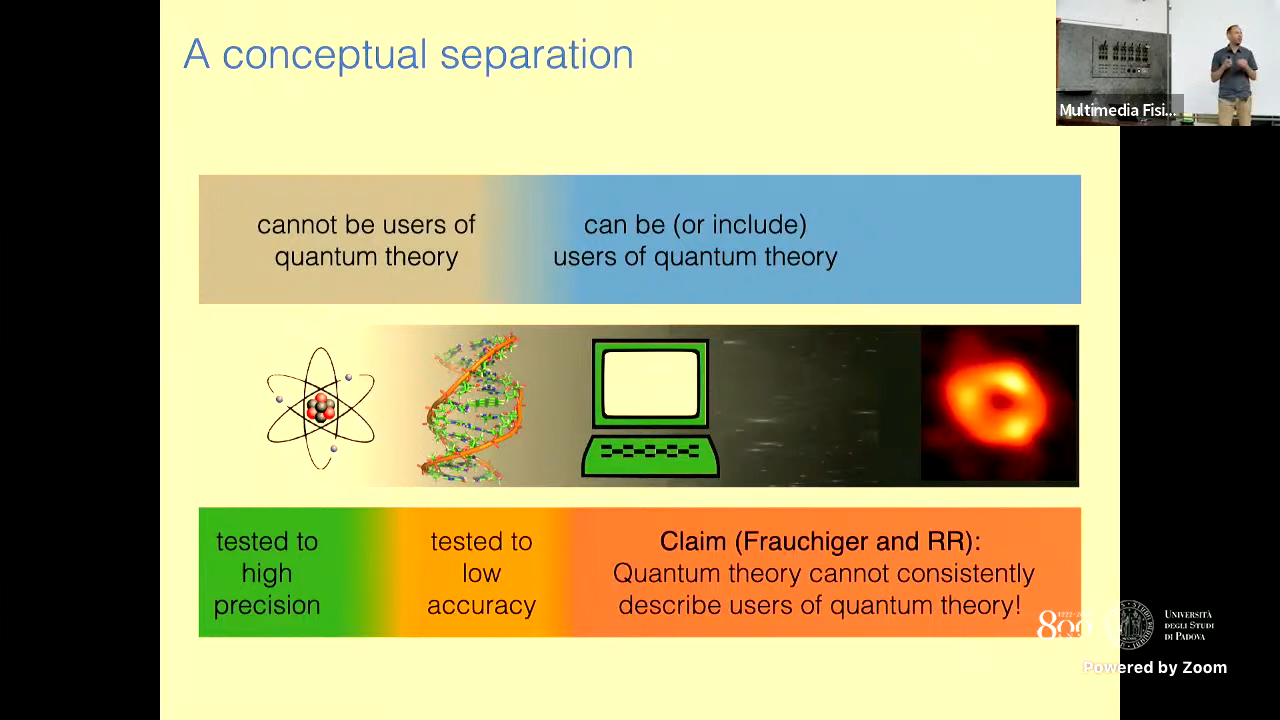 A conceptual separation
Multimedia Fisi...
cannot be users of
quantum theory
can be (or include)
users of quantum theory
tested to
high
precision
tested to
low
accuracy
Claim (Frauchiger and RR):
Quantum theory cannot consistently
describe users of quantum theory!
800
UNIVERSITÀ
DEGLI STUDI
DI PADOVA
Powered by Zoom